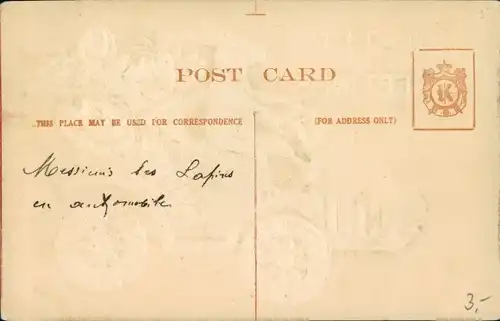 POST CARD
THIS PLACE MAY BE USED FOR CORRESPONDENCE
(FOR ADDRESS ONLY)
K
Messieurs les Lapins
en automobile
3,-